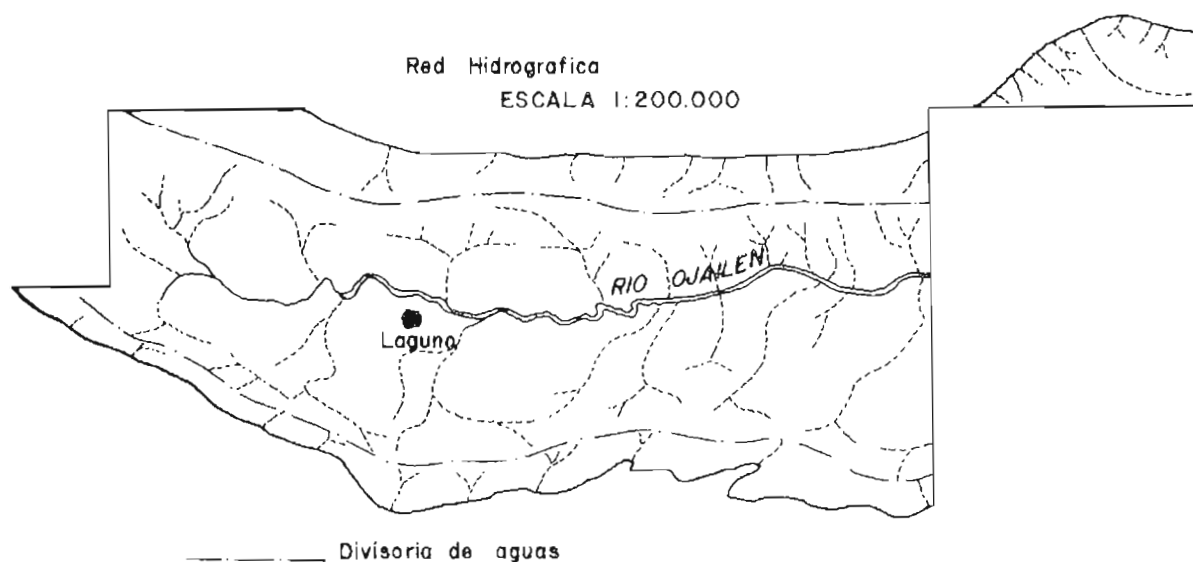 Red Hidrografica
ESCALA 1:200.000
RIO OJAILEN
Laguna
Divisoria de aguas